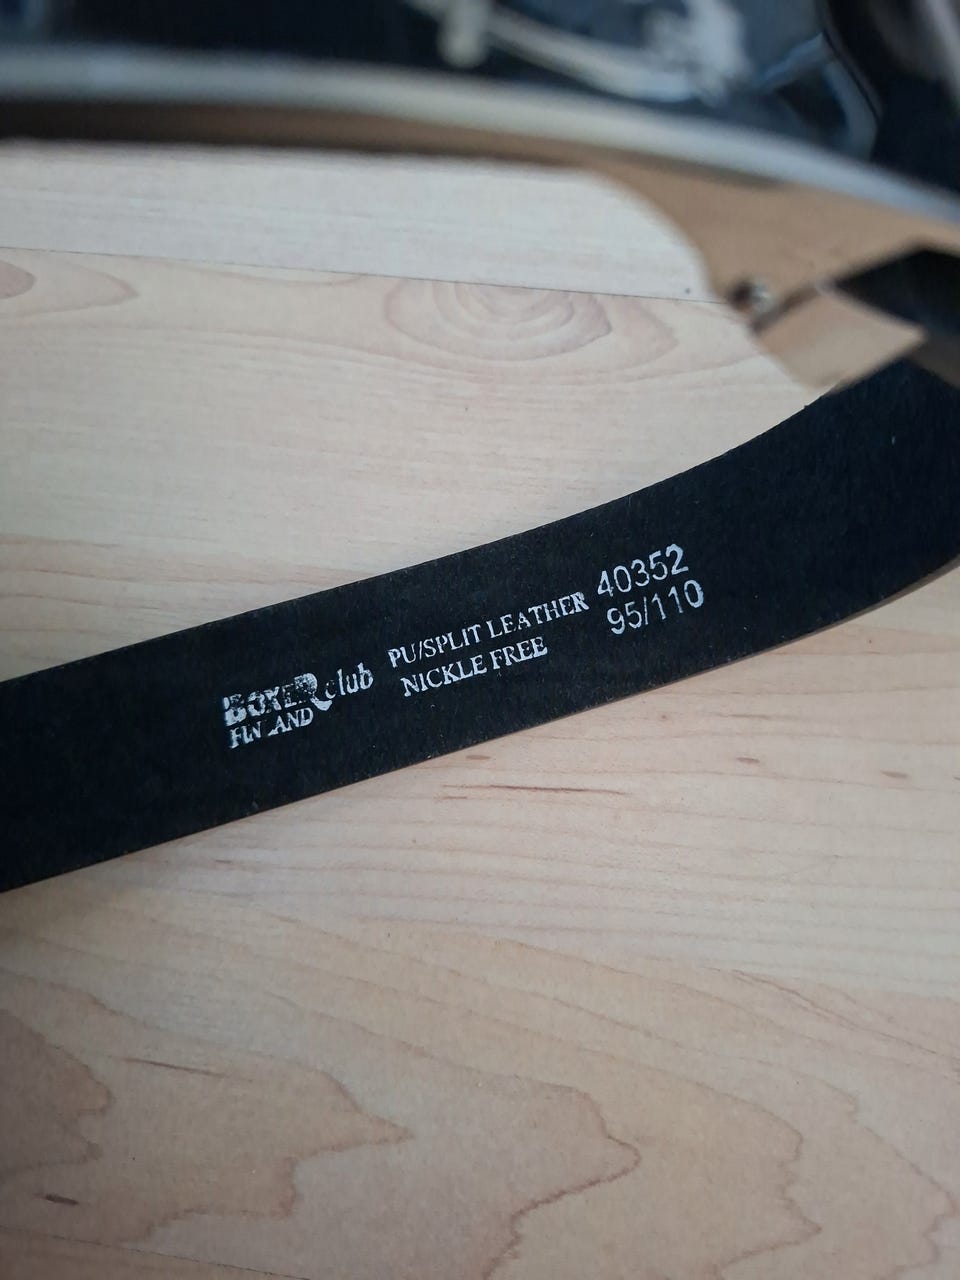 BOXER club
FINLAND
PU/SPLIT LEATHER
NICKLE FREE
40352
95/110